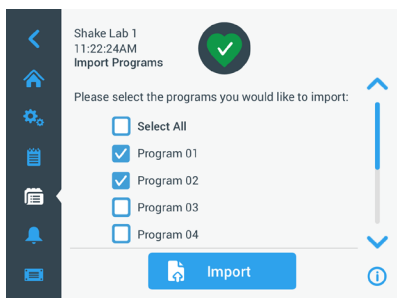 Shake Lab 1
11:22:24AM
Import Programs
Please select the programs you would like to import:
Select All
Program 01
Program 02
Program 03
Program 04
Import